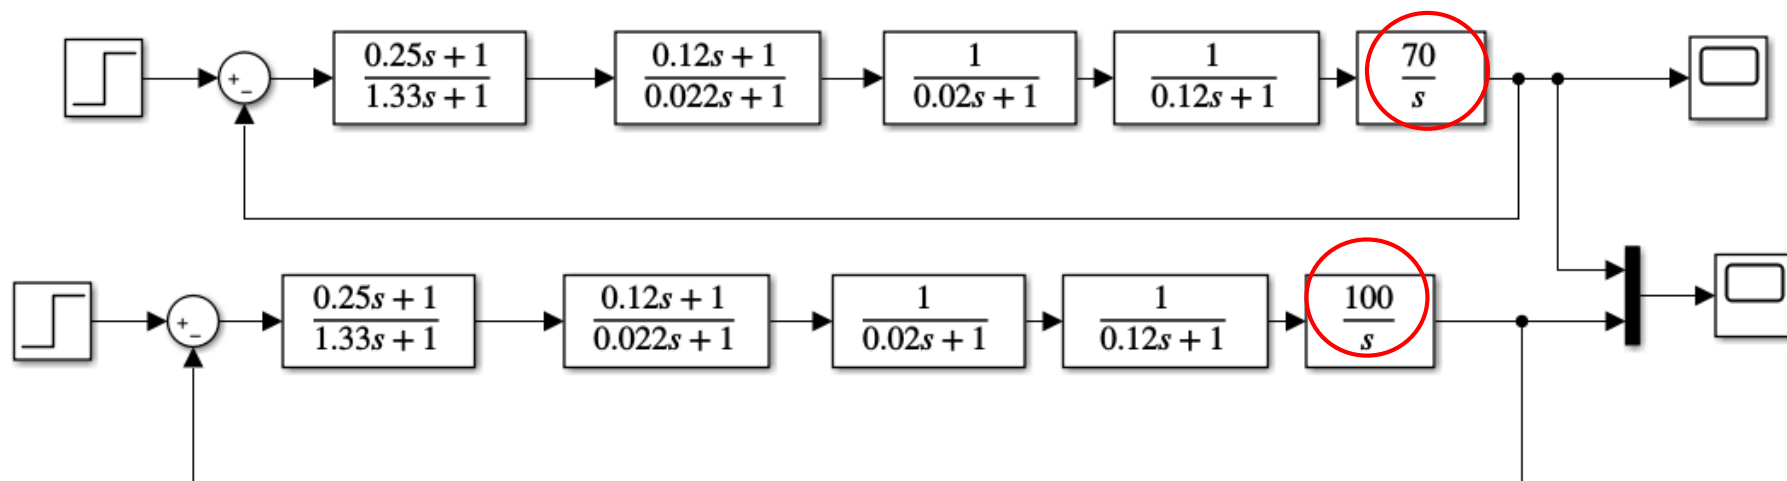 0.25s + 1
1.33s + 1
0.12s + 1
0.022s + 1
1
0.02s + 1
1
0.12s + 1
70
s
+
−
0.25s + 1
1.33s + 1
0.12s + 1
0.022s + 1
1
0.02s + 1
1
0.12s + 1
100
s
+
−